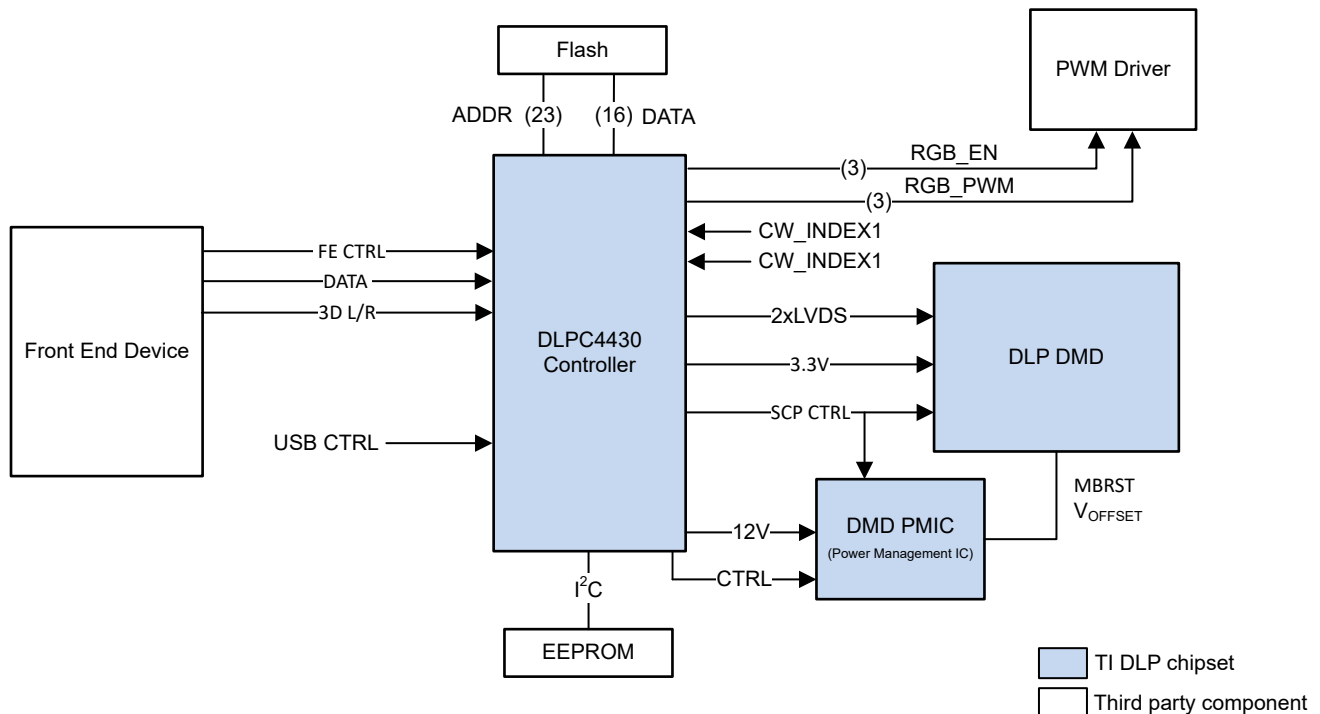 Flash
PWM Driver
ADDR (23) (16) DATA
RGB_EN
(3)
RGB_PWM
(3)
CW_INDEX1
CW_INDEX1
Front End Device
FE CTRL
DATA
3D L/R
USB CTRL
DLPC4430
Controller
2xLVDS
3.3V
SCP CTRL
DLP DMD
MBRST
VOFFSET
12V
CTRL
DMD PMIC
(Power Management IC)
I²C
EEPROM
TI DLP chipset
Third party component